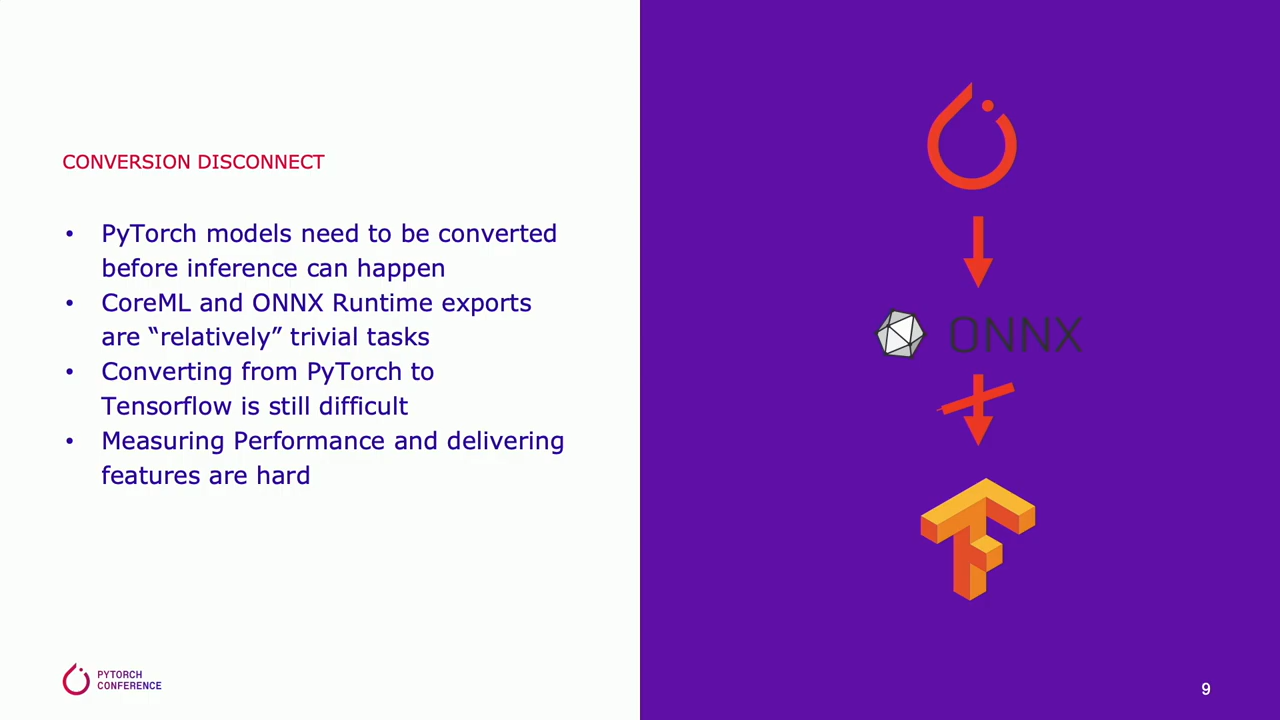 CONVERSION DISCONNECT
• PyTorch models need to be converted
before inference can happen
• CoreML and ONNX Runtime exports
are “relatively” trivial tasks
• Converting from PyTorch to
Tensorflow is still difficult
• Measuring Performance and delivering
features are hard
ONNX
PYTORCH
CONFERENCE
9